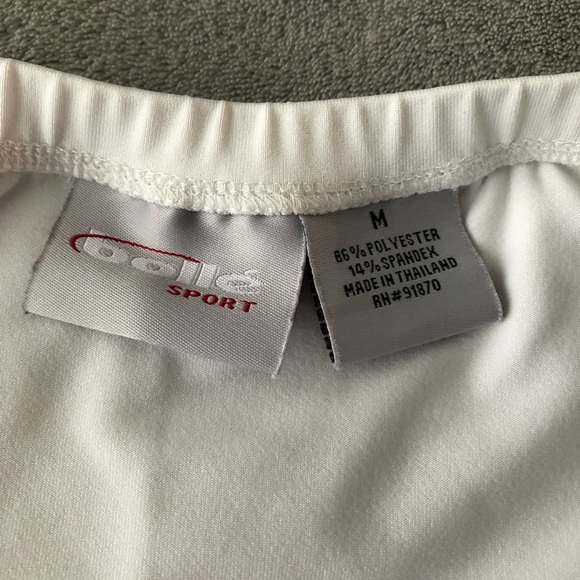 bollé
SPORT
M
86% POLYESTER
14% SPANDEX
MADE IN THAILAND
RN#91870